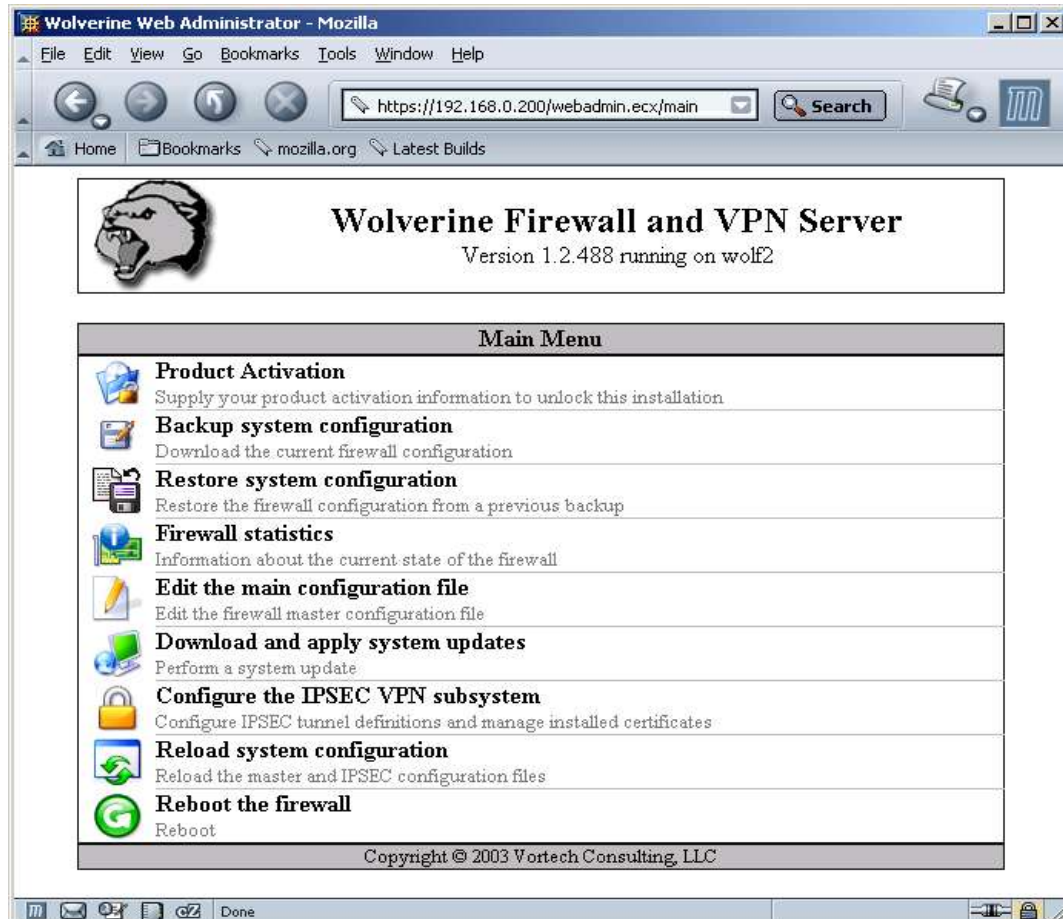 Wolverine Web Administrator - Mozilla
File Edit View Go Bookmarks Tools Window Help
https://192.168.0.200/webadmin.ecx/main Search
Home Bookmarks mozilla.org Latest Builds
Wolverine Firewall and VPN Server
Version 1.2.488 running on wolf2
Main Menu
Product Activation
Supply your product activation information to unlock this installation
Backup system configuration
Download the current firewall configuration
Restore system configuration
Restore the firewall configuration from a previous backup
Firewall statistics
Information about the current state of the firewall
Edit the main configuration file
Edit the firewall master configuration file
Download and apply system updates
Perform a system update
Configure the IPSEC VPN subsystem
Configure IPSEC tunnel definitions and manage installed certificates
Reload system configuration
Reload the master and IPSEC configuration files
Reboot the firewall
Reboot
Copyright © 2003 Vortech Consulting, LLC
Done